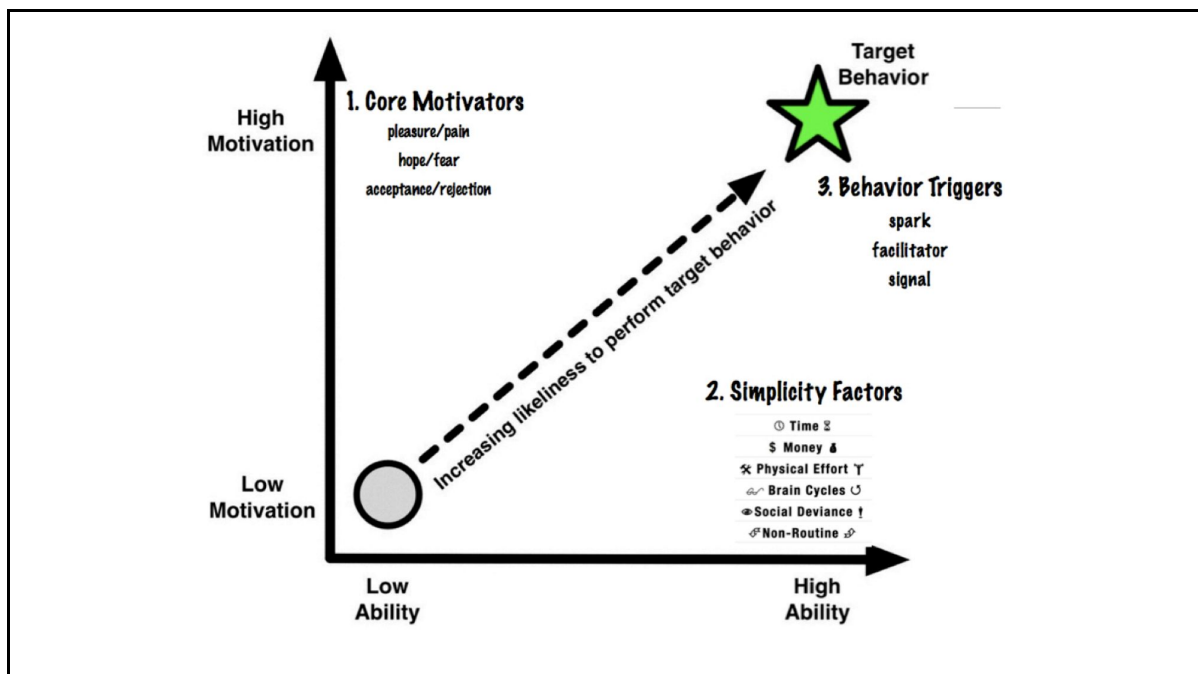 Target
Behavior
1. Core Motivators
pleasure/pain
hope/fear
acceptance/rejection
High
Motivation
3. Behavior Triggers
spark
facilitator
signal
Increasing likeliness to perform target behavior
2. Simplicity Factors
Time
$ Money
Physical Effort
Brain Cycles
Social Deviance
Non-Routine
Low
Motivation
Low
Ability
High
Ability